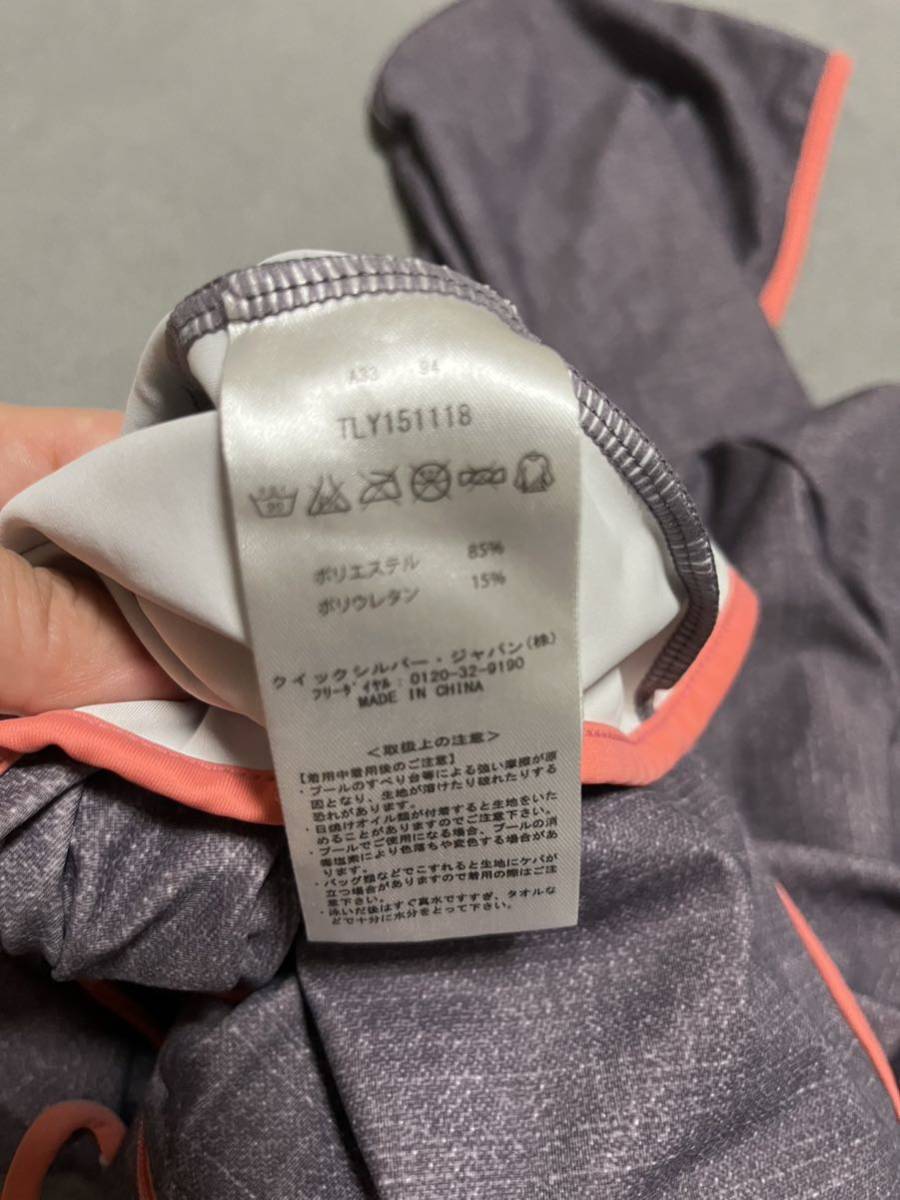 A33 94
TLY151118
ポリエステル 85%
ポリウレタン 15%
クイックシルバー・ジャパン(株)
フリーダイヤル:0120-32-9190
MADE IN CHINA
<取扱上の注意>
【着用中着用後のご注意】
・プールのすべり台等による強い摩擦が原
因となり、生地が溶けたり破れたりする
恐れがあります。
・日焼けオイル類が付着すると生地をいた
めることがありますのでご注意下さい。
・プールでご使用になる場合、プールの消
毒塩素により色落ちや変色する場合があ
ります。
・バッグ類などでこすれると生地にケバが
立つ場合がありますので着用の際はご注
意下さい。
・泳いだ後はすぐ真水ですすぎ、タオルな
どで十分に水分をとって下さい。